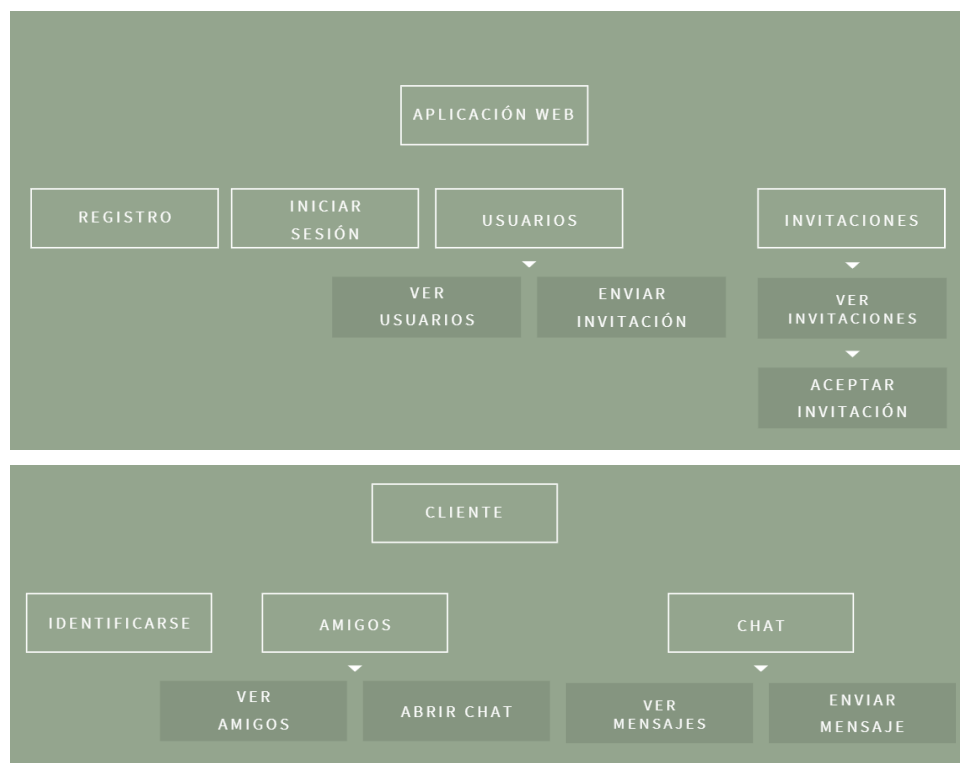 APLICACIÓN WEB
REGISTRO
INICIAR
SESIÓN
USUARIOS
INVITACIONES
VER
USUARIOS
ENVIAR
INVITACIÓN
VER
INVITACIONES
ACEPTAR
INVITACIÓN
CLIENTE
IDENTIFICARSE
AMIGOS
CHAT
VER
AMIGOS
ABRIR CHAT
VER
MENSAJES
ENVIAR
MENSAJE